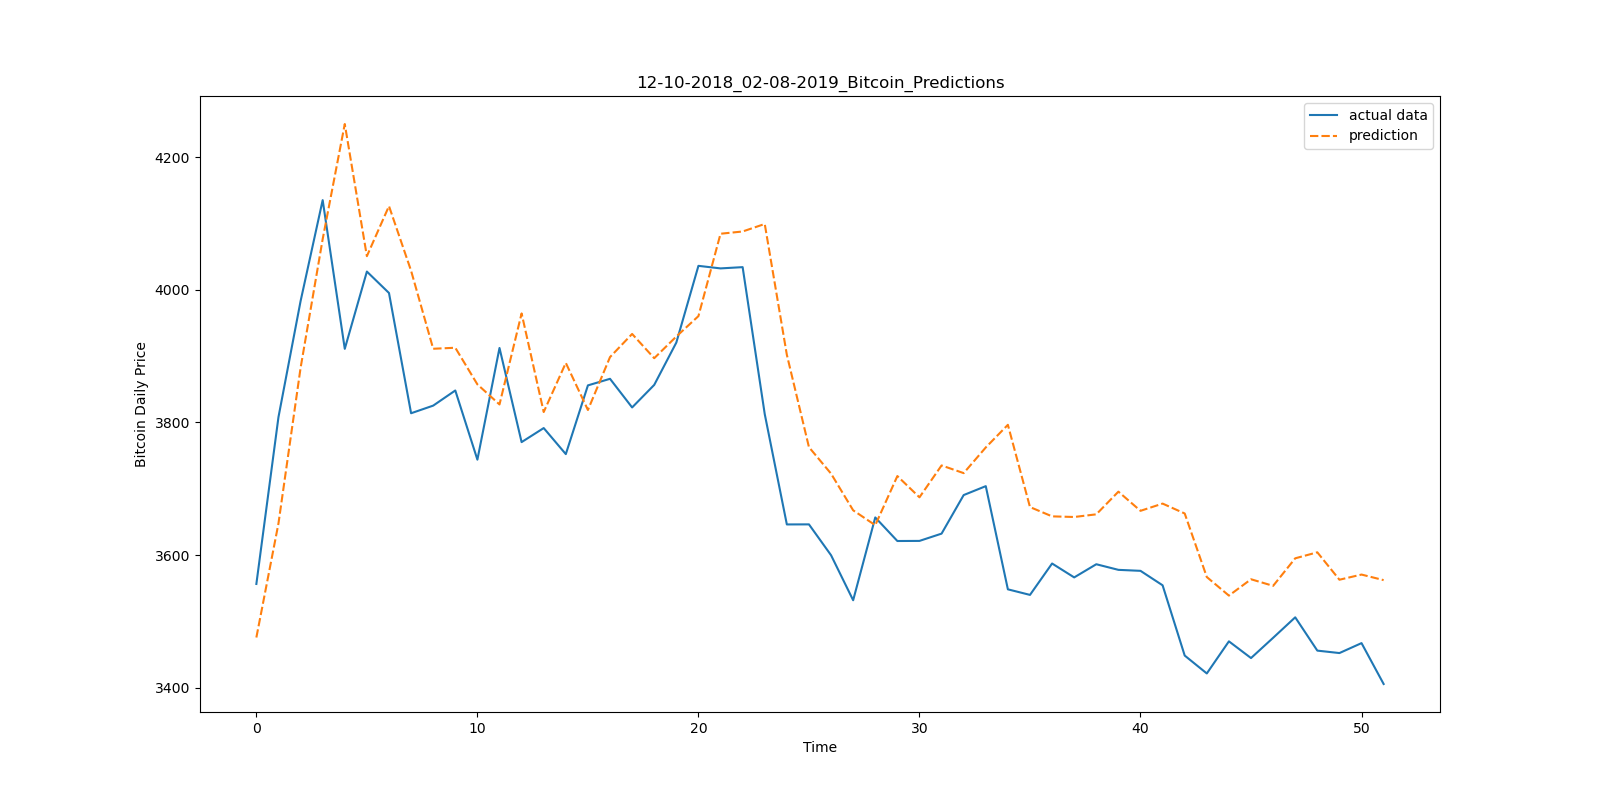 12-10-2018_02-08-2019_Bitcoin_Predictions
actual data
prediction
4200
4000
3800
3600
3400
Bitcoin Daily Price
0 10 20 30 40 50
Time